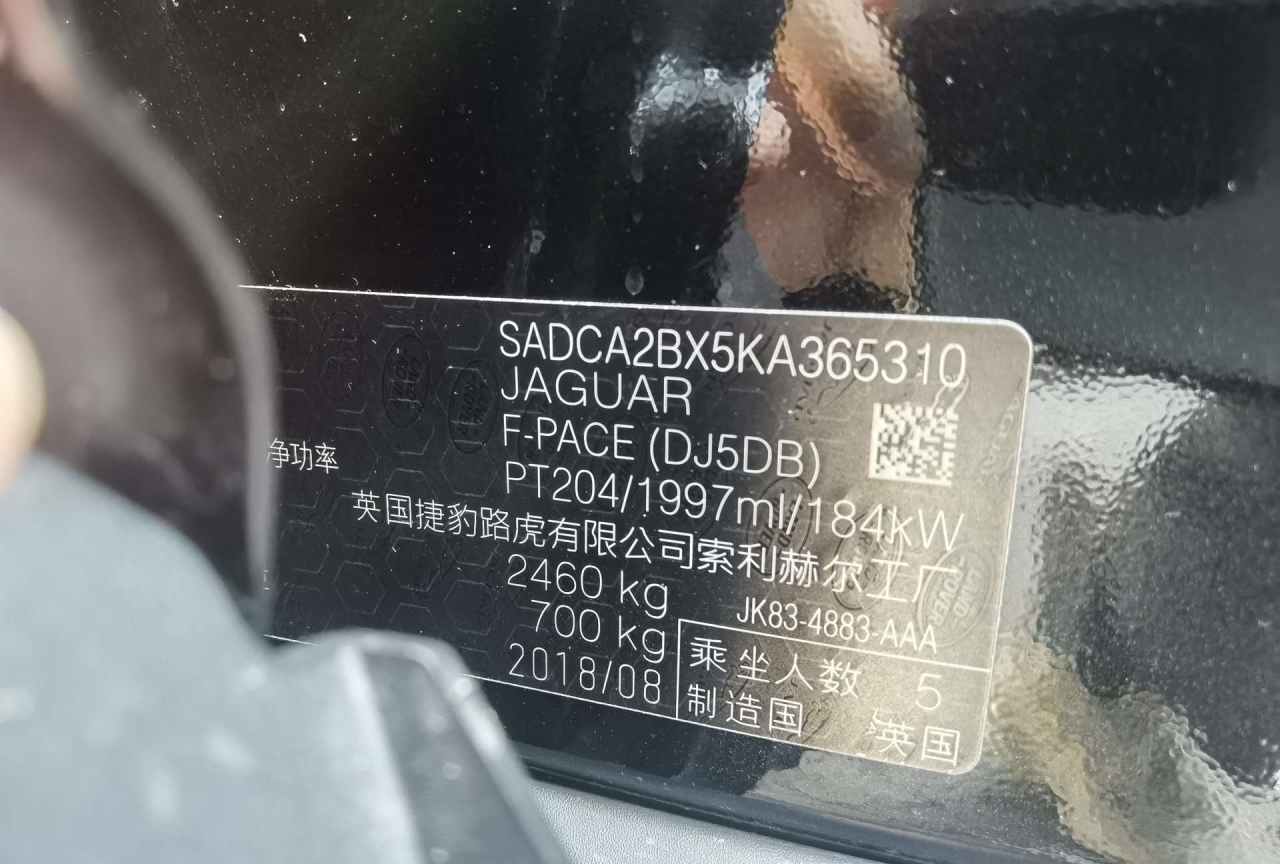 SADCA2BX5KA365310
JAGUAR
F-PACE (DJ5DB)
净功率 PT204/1997ml/184kW
英国捷豹路虎有限公司索利赫尔工厂
2460 kg
JK83-4883-AAA
700 kg
乘坐人数 5
2018/08
制造国 英国
LAND
ROVER